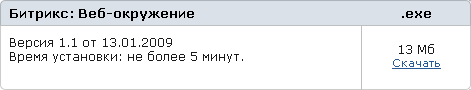 Битрикс: Веб-окружение .exe
Версия 1.1 от 13.01.2009
Время установки: не более 5 минут.
13 Мб
Скачать